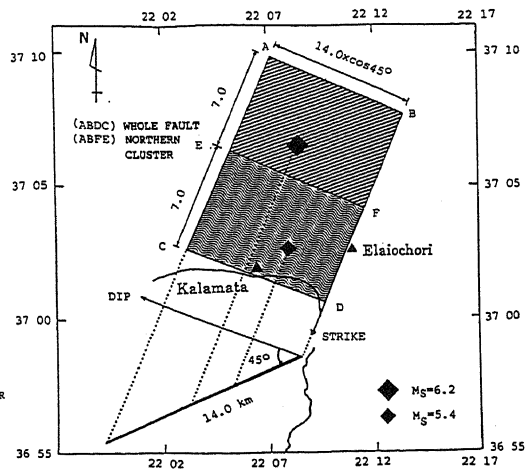 22 02 22 07 22 12 22 17
N
A
14.0xcos45°
37 10 37 10
B
7.0
(ABDC) WHOLE FAULT
(ABFE) NORTHERN
CLUSTER
E
37 05 37 05
F
7.0
C
Elaiochori
Kalamata
DIP
D
37 00 37 00
STRIKE
45°
14.0 km
R
Ms=6.2
Ms=5.4
36 55 36 55
22 02 22 07 22 12 22 17